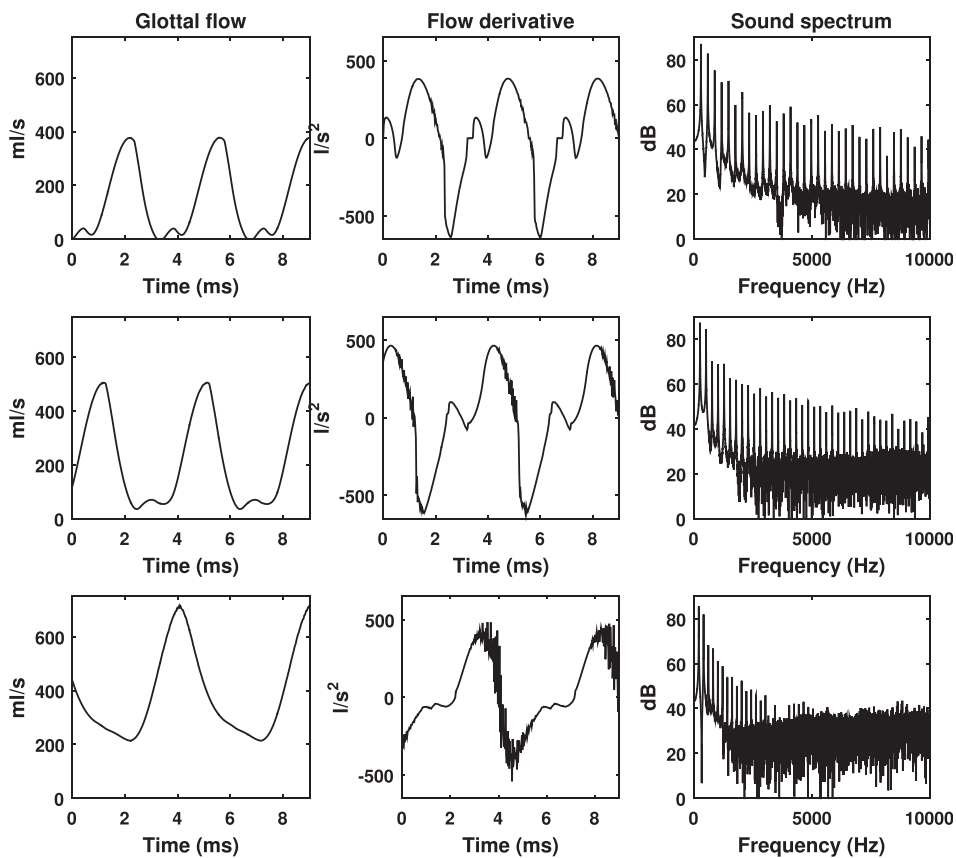 Glottal flow
Flow derivative
Sound spectrum
ml/s
600
400
200
0
0 2 4 6 8
Time (ms)
l/s2
500
0
-500
0 2 4 6 8
Time (ms)
dB
80
60
40
20
0
0 5000 10000
Frequency (Hz)
ml/s
600
400
200
0
0 2 4 6 8
Time (ms)
l/s2
500
0
-500
0 2 4 6 8
Time (ms)
dB
80
60
40
20
0
0 5000 10000
Frequency (Hz)
ml/s
600
400
200
0
0 2 4 6 8
Time (ms)
l/s2
500
0
-500
0 2 4 6 8
Time (ms)
dB
80
60
40
20
0
0 5000 10000
Frequency (Hz)